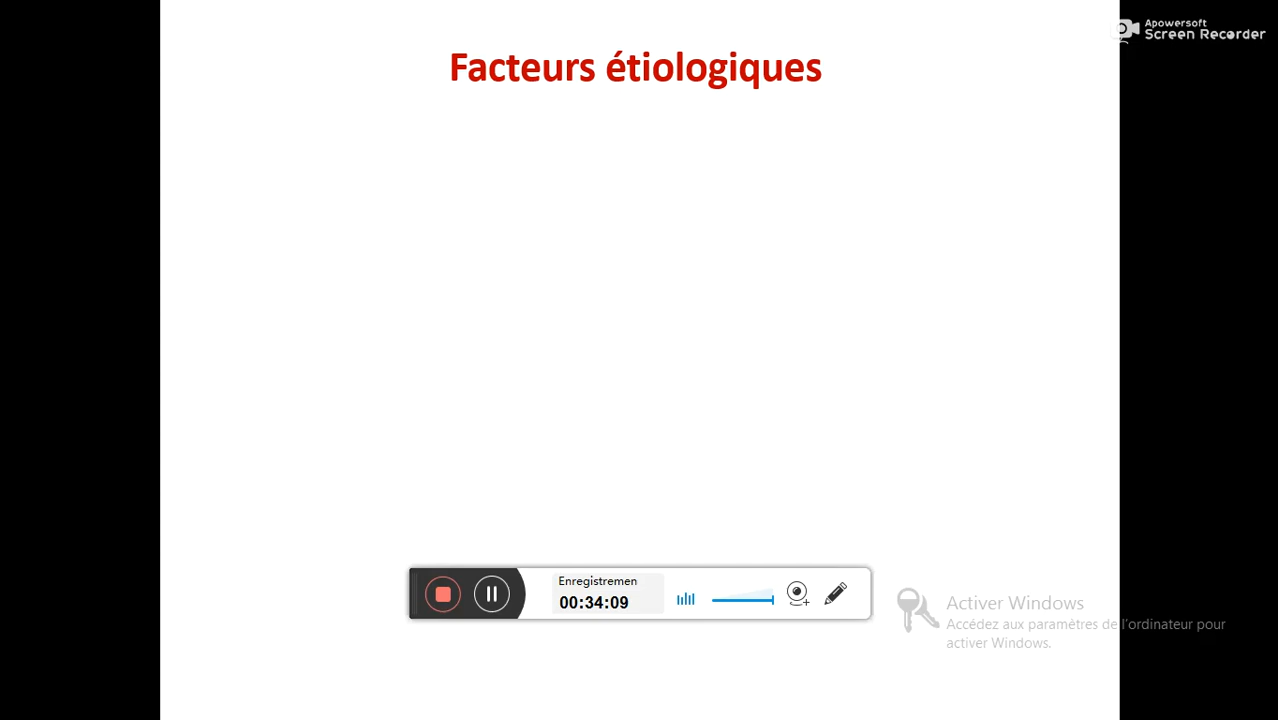 Apowersoft
Screen Recorder
Facteurs étiologiques
Enregistremen
00:34:09
Activer Windows
Accédez aux paramètres de l'ordinateur pour
activer Windows.